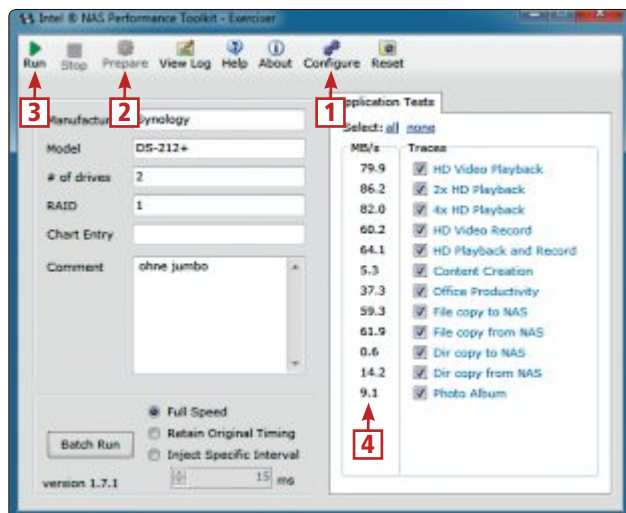 Intel ® NAS Performance Toolkit - Exerciser
Run Stop Prepare View Log Help About Configure Reset
3 2 1
Manufactur Synology
Model DS-212+
# of drives 2
RAID 1
Chart Entry
Comment ohne jumbo
Batch Run
Full Speed
Retain Original Timing
Inject Specific Interval
15 ms
version 1.7.1
pplication Tests
Select: all none
MB/s Traces
79.9 HD Video Playback
86.2 2x HD Playback
82.0 4x HD Playback
60.2 HD Video Record
64.1 HD Playback and Record
5.3 Content Creation
37.3 Office Productivity
59.3 File copy to NAS
61.9 File copy from NAS
0.6 Dir copy to NAS
14.2 Dir copy from NAS
9.1 Photo Album
4